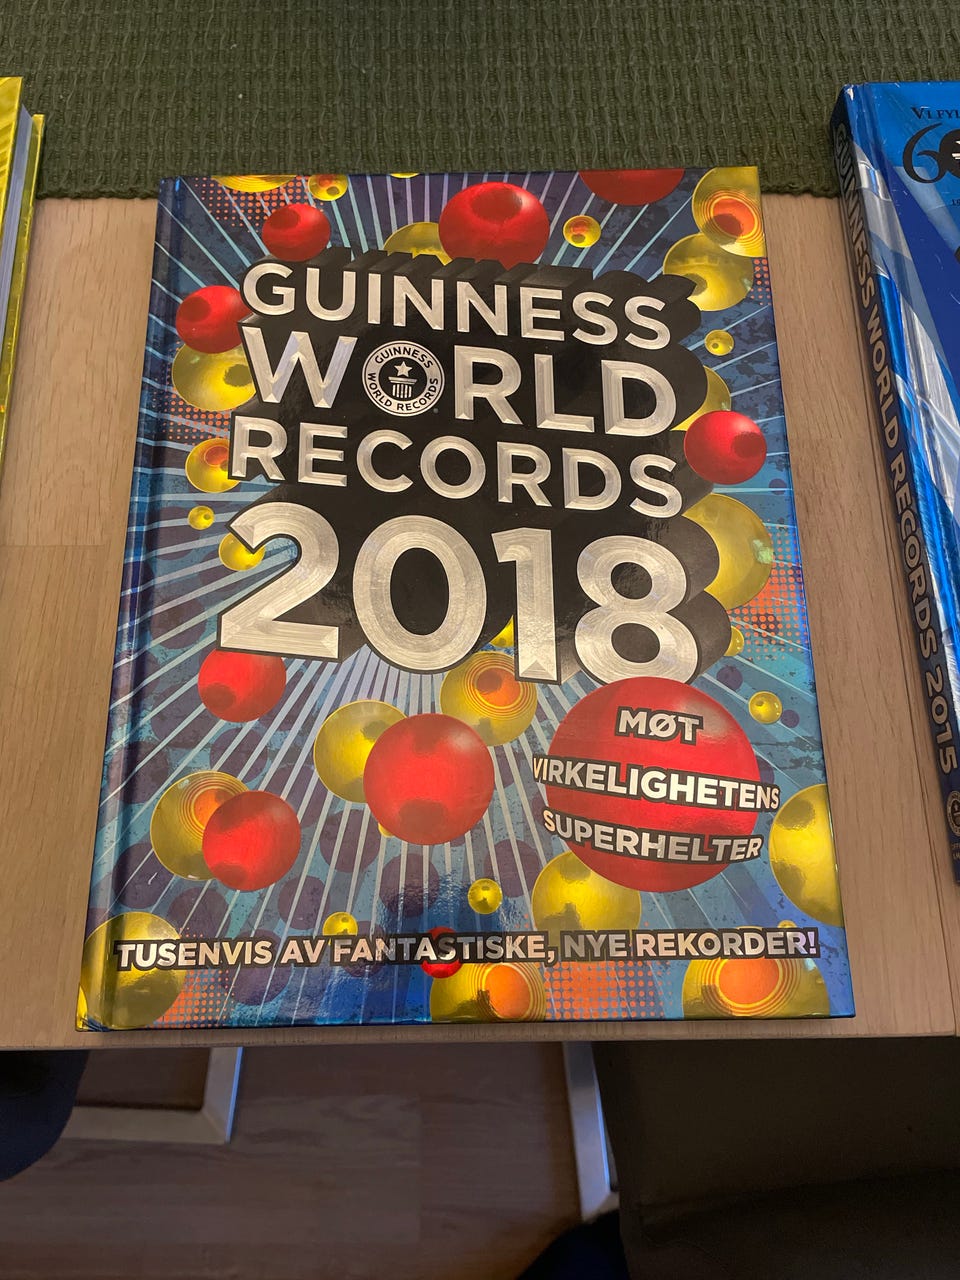 GUINNESS
WORLD
RECORDS
2018
GUINNESS
WORLD RECORDS
MØT
VIRKELIGHETENS
SUPERHELTER
TUSENVIS AV FANTASTISKE, NYE REKORDER!
GUINNESS WORLD RECORDS 2015
VI
60